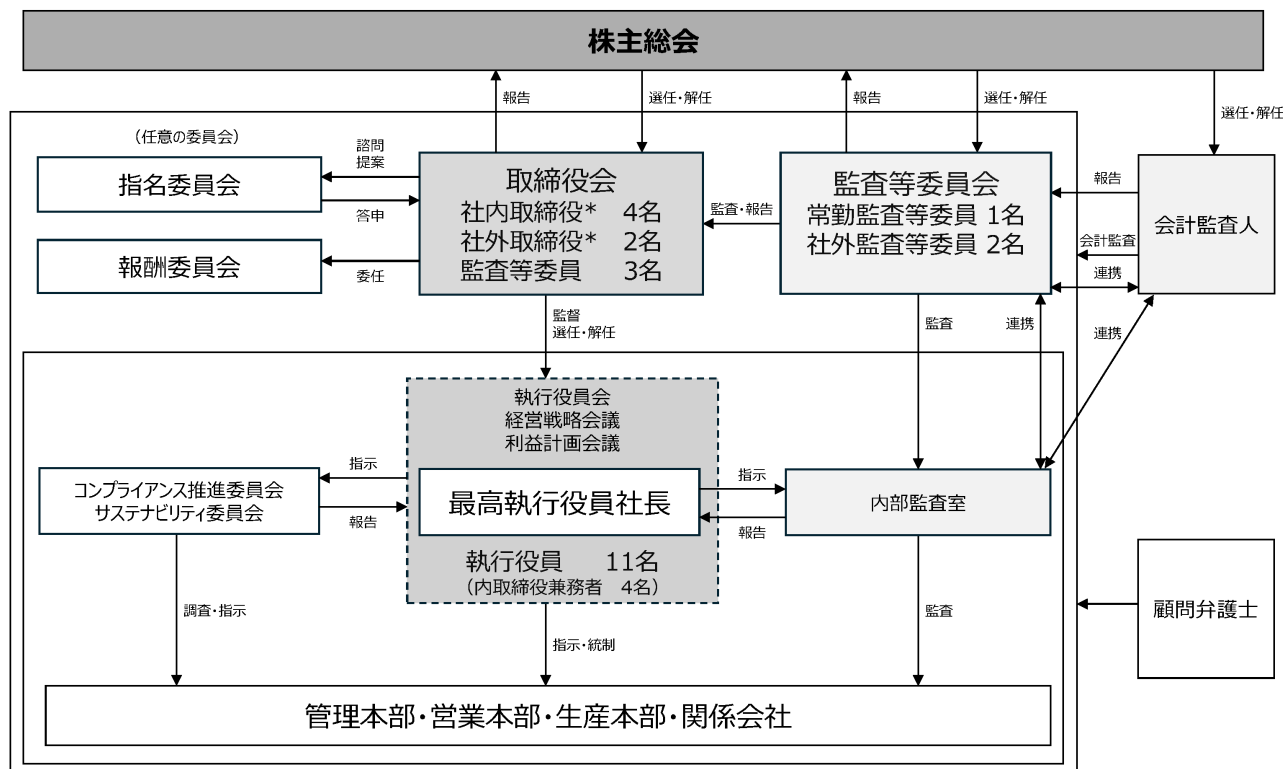 株主総会
報告
選任・解任
報告
選任・解任
選任・解任
（任意の委員会）
指名委員会
諮問
提案
答申
報酬委員会
委任
取締役会
社内取締役*　4名
社外取締役*　2名
監査等委員　　3名
監査・報告
監査等委員会
常勤監査等委員 1名
社外監査等委員 2名
報告
会計監査
連携
会計監査人
監督
選任・解任
監査
連携
連携
執行役員会
経営戦略会議
利益計画会議
最高執行役員社長
執行役員　　11名
（内取締役兼務者　4名）
指示
報告
コンプライアンス推進委員会
サステナビリティ委員会
指示
報告
内部監査室
調査・指示
指示・統制
監査
顧問弁護士
管理本部・営業本部・生産本部・関係会社